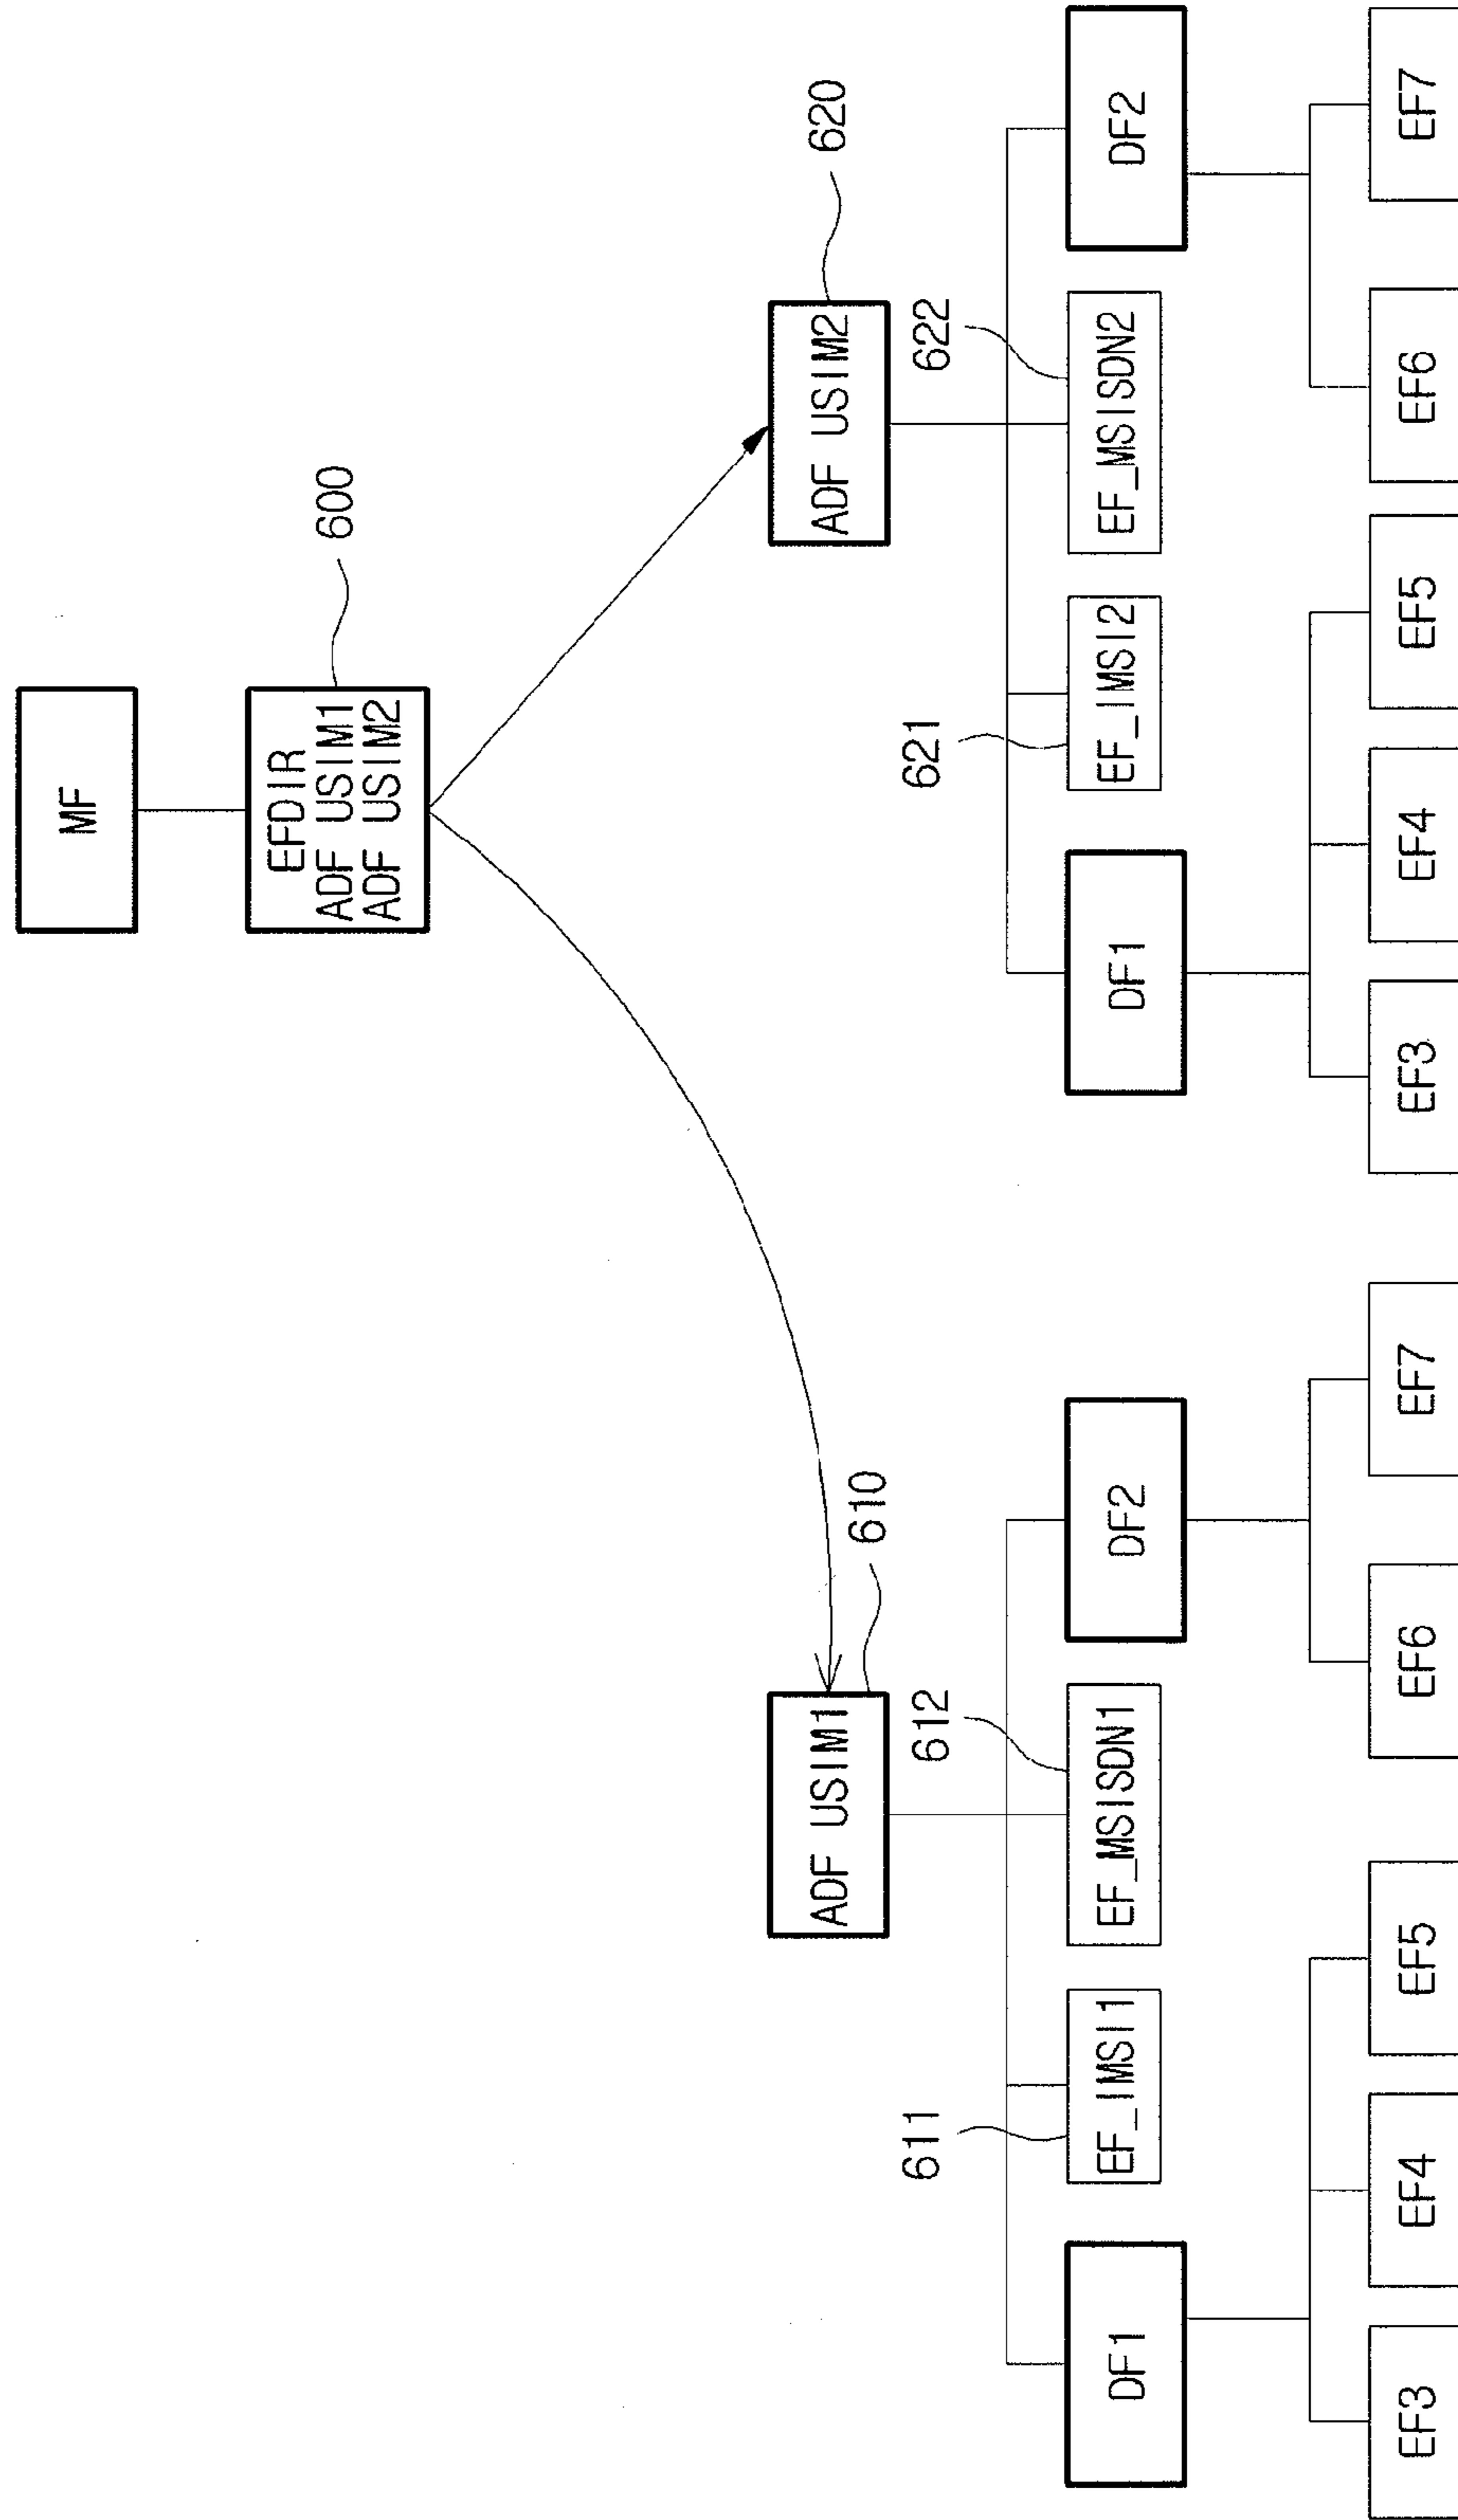 MF
EFDIR
ADF USIM1
ADF USIM2
600
ADF USIM1
610
ADF USIM2
620
611
612
621
622
DF1
EF_IMSI1
EF_MSISDN1
DF2
DF1
EF_IMSI2
EF_MSISDN2
DF2
EF3
EF4
EF5
EF6
EF7
EF3
EF4
EF5
EF6
EF7